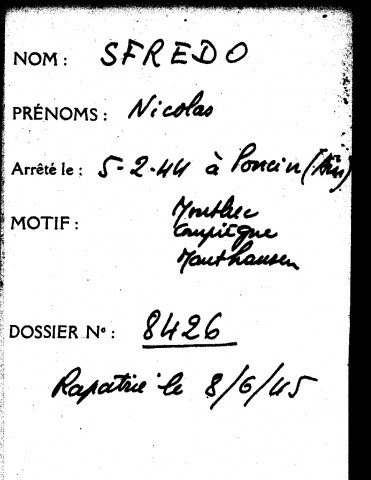 NOM : SFREDO
PRÉNOMS : Nicolas
Arrêté le : 5-2-44 à Poncin (Ain)
MOTIF : Montluc
Compiègne
Mauthausen
DOSSIER N° : 8426
Rapatrié le 8/6/45